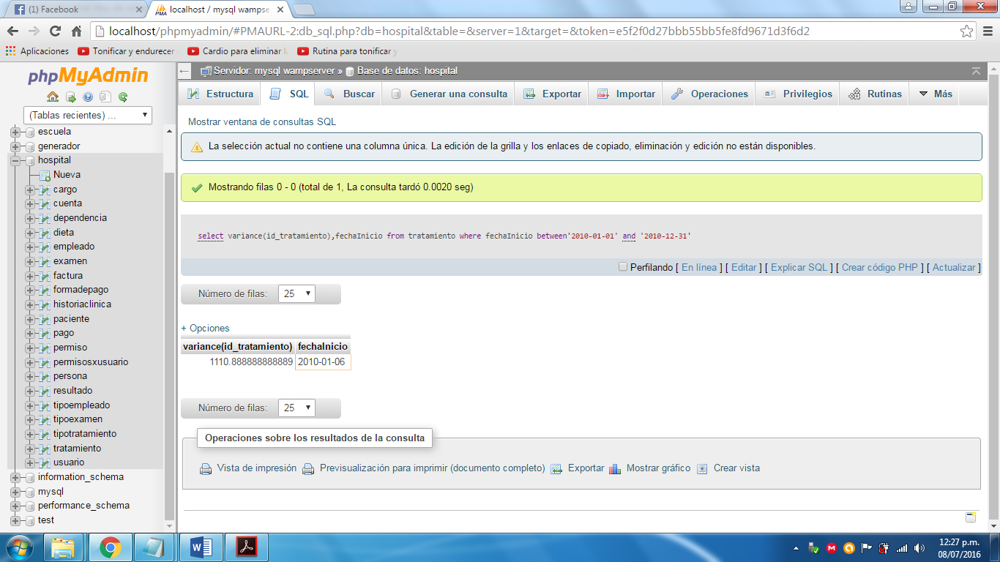 (1) Facebook
localhost / mysql wampse
localhost/phpmyadmin/#PMAURL-2:db_sql.php?db=hospital&table=&server=1&target=&token=e5f2f0d27bbb55bb5fe8fd9671d3f6d2
Aplicaciones
Tonificar y endurecer
Cardio para eliminar
Rutina para tonificar y
phpMyAdmin
(Tablas recientes) ...
escuela
generador
hospital
Nueva
cargo
cuenta
dependencia
dieta
empleado
examen
factura
formadepago
historiaclinica
paciente
pago
permiso
permisosxusuario
persona
resultado
tipoempleado
tipoexamen
tipotratamiento
tratamiento
usuario
information_schema
mysql
performance_schema
test
Servidor: mysql wampserver » Base de datos: hospital
Estructura
SQL
Buscar
Generar una consulta
Exportar
Importar
Operaciones
Privilegios
Rutinas
Más
Mostrar ventana de consultas SQL
La selección actual no contiene una columna única. La edición de la grilla y los enlaces de copiado, eliminación y edición no están disponibles.
Mostrando filas 0 - 0 (total de 1, La consulta tardó 0.0020 seg)
select variance(id_tratamiento),fechaInicio from tratamiento where fechaInicio between'2010-01-01' and '2010-12-31'
Perfilando [ En línea ] [ Editar ] [ Explicar SQL ] [ Crear código PHP ] [ Actualizar ]
Número de filas: 25
+ Opciones
variance(id_tratamiento) fechaInicio
1110.888888888889 2010-01-06
Número de filas: 25
Operaciones sobre los resultados de la consulta
Vista de impresión
Previsualización para imprimir (documento completo)
Exportar
Mostrar gráfico
Crear vista
12:27 p.m.
08/07/2016